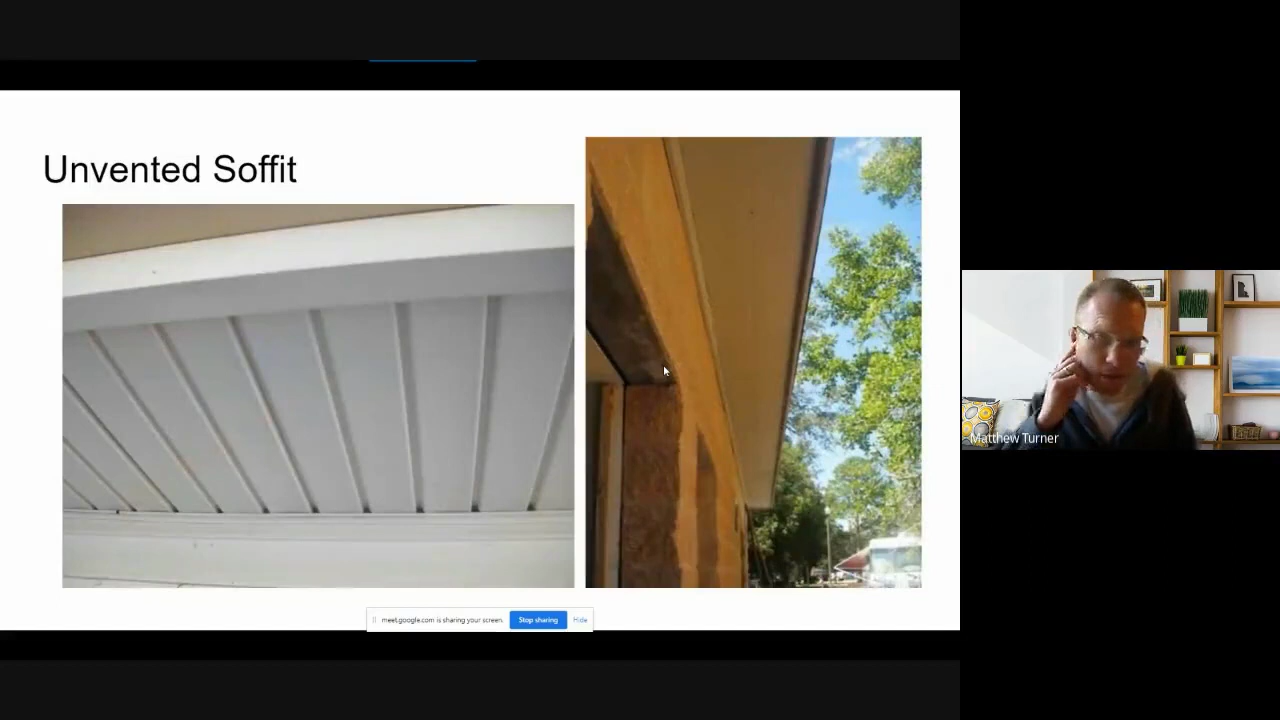 Unvented Soffit
Matthew Turner
meet.google.com is sharing your screen.
Stop sharing
Hide